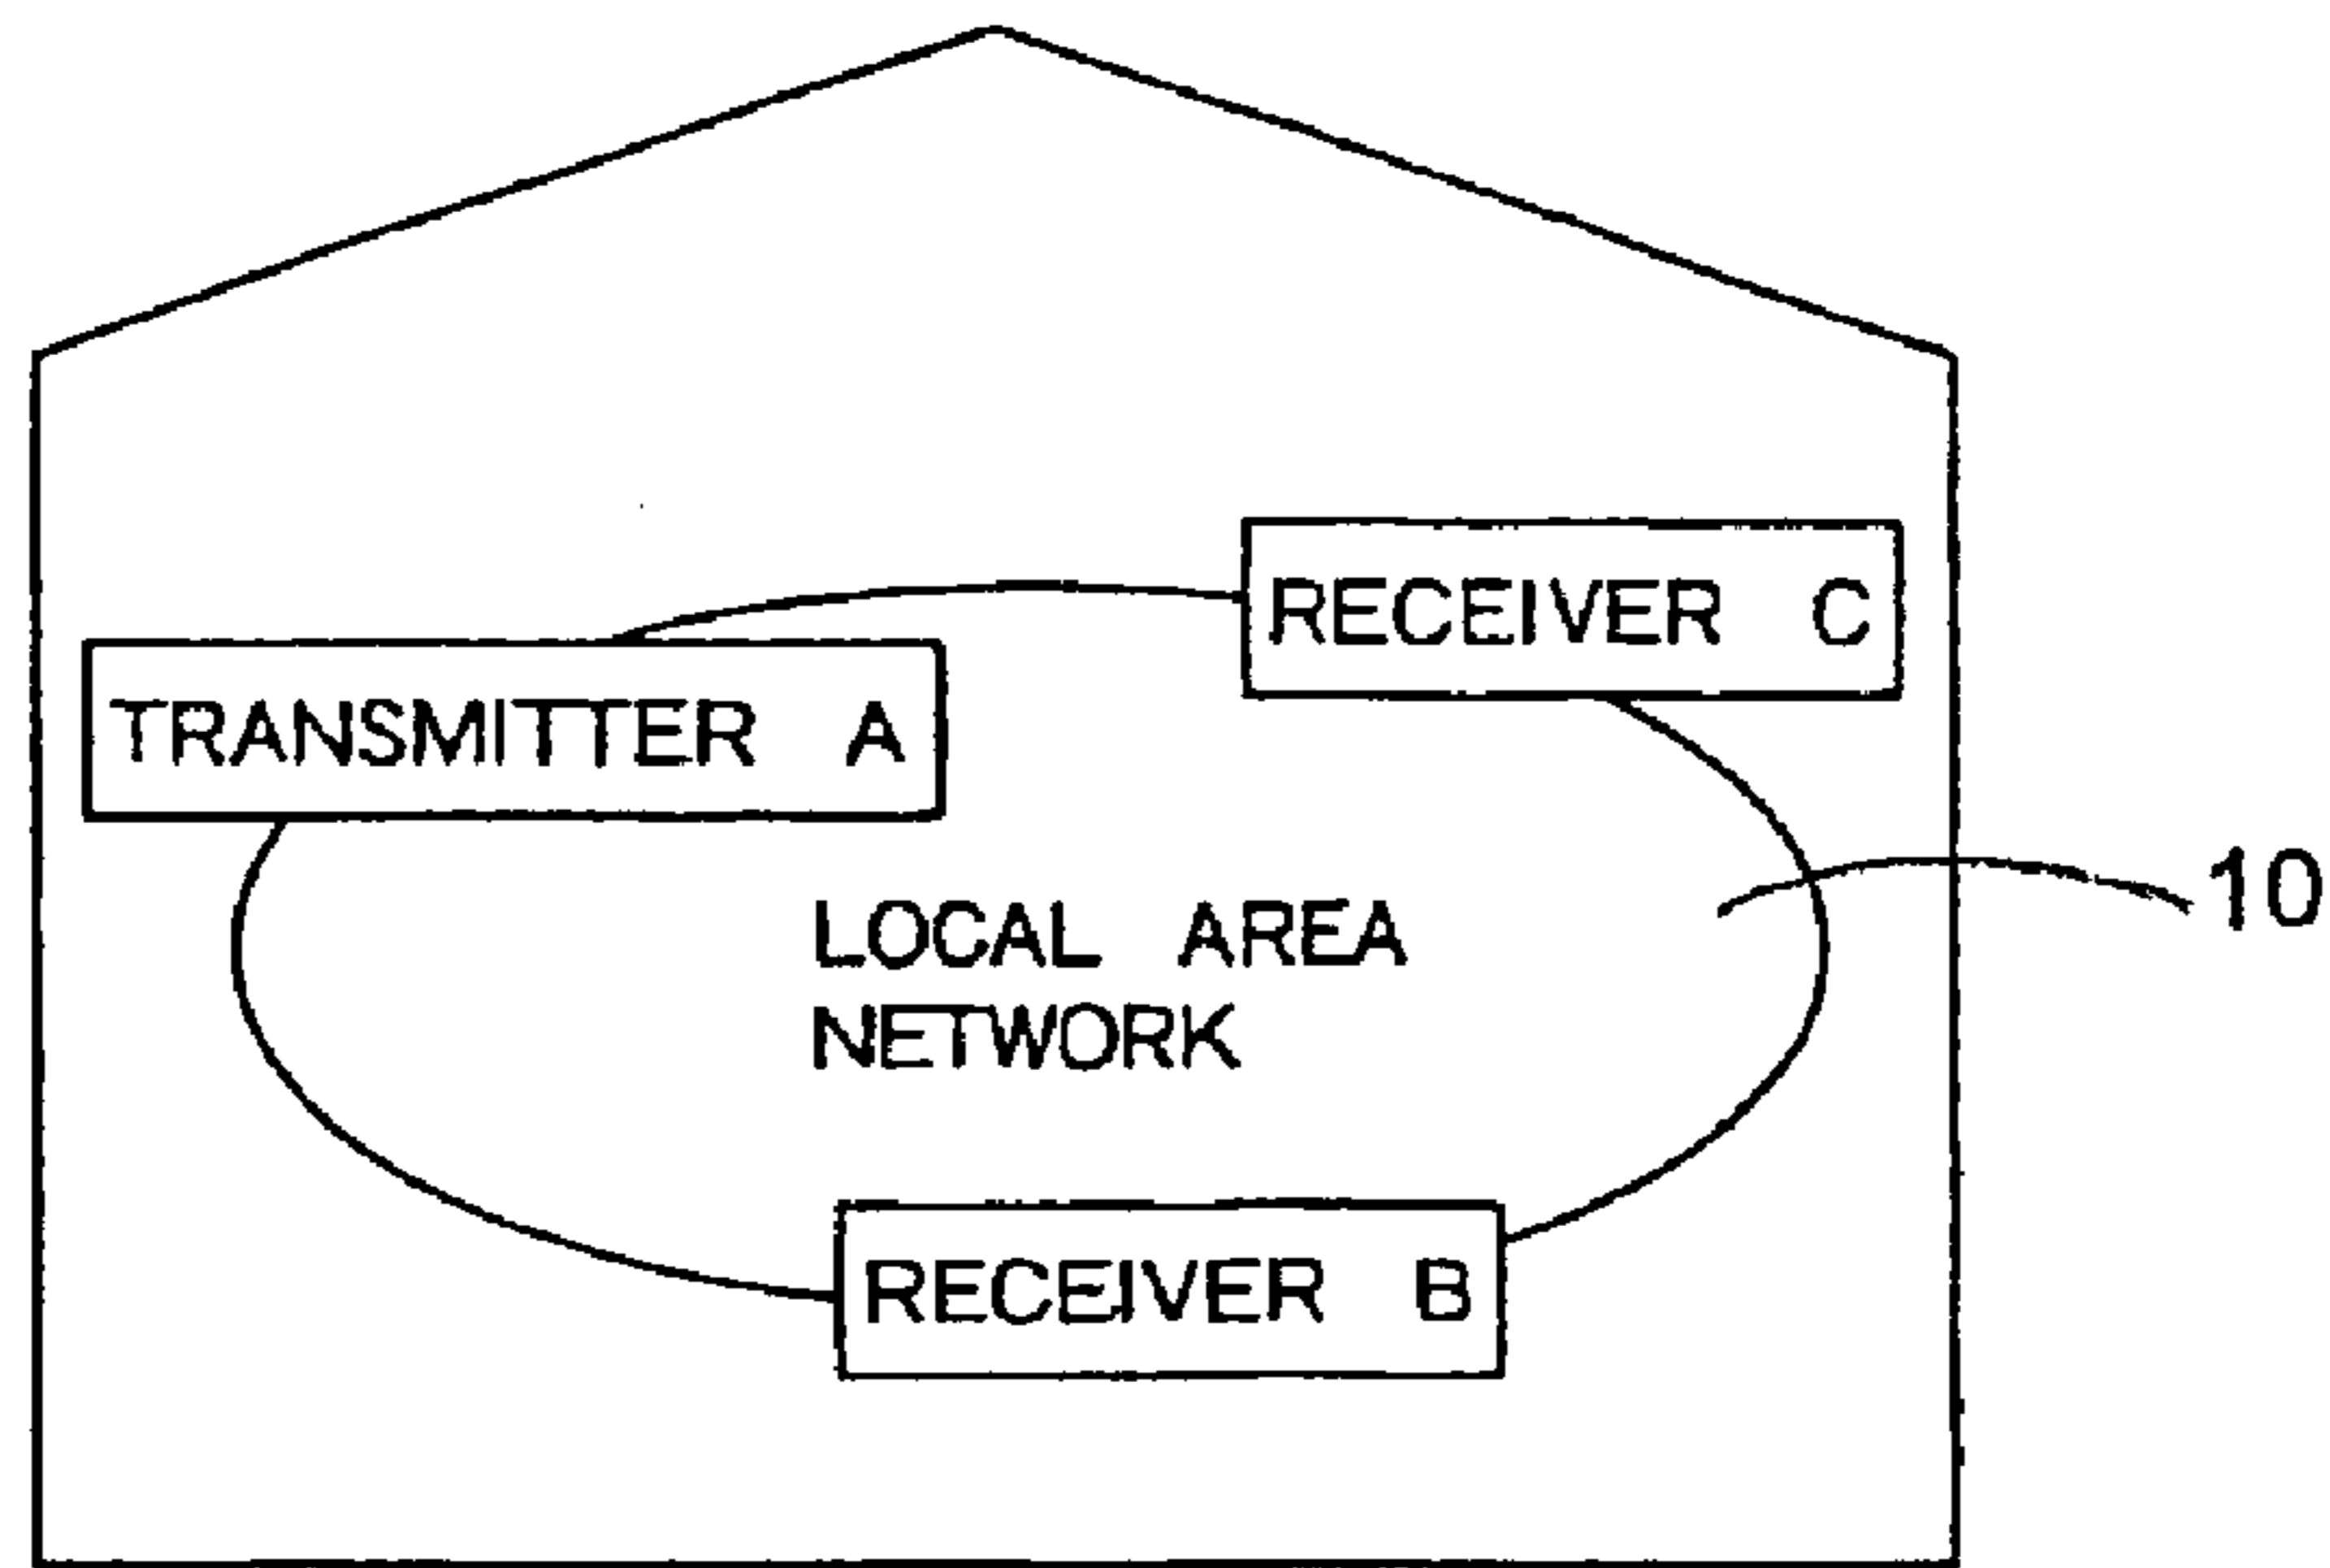 RECEIVER C
TRANSMITTER A
10
LOCAL AREA
NETWORK
RECEIVER B